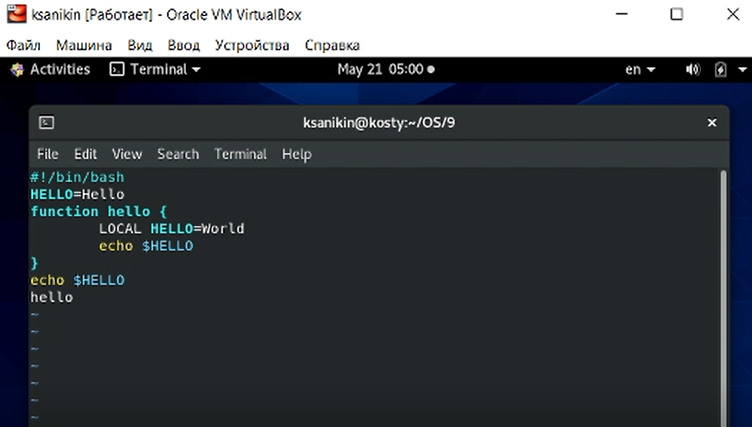 ksanikin [Работает] - Oracle VM VirtualBox
Файл Машина Вид Ввод Устройства Справка
Activities Terminal May 21 05:00 en
ksanikin@kosty:~/OS/9
File Edit View Search Terminal Help
#!/bin/bash
HELLO=Hello
function hello {
LOCAL HELLO=World
echo $HELLO
}
echo $HELLO
hello
~
~
~
~
~
~
~